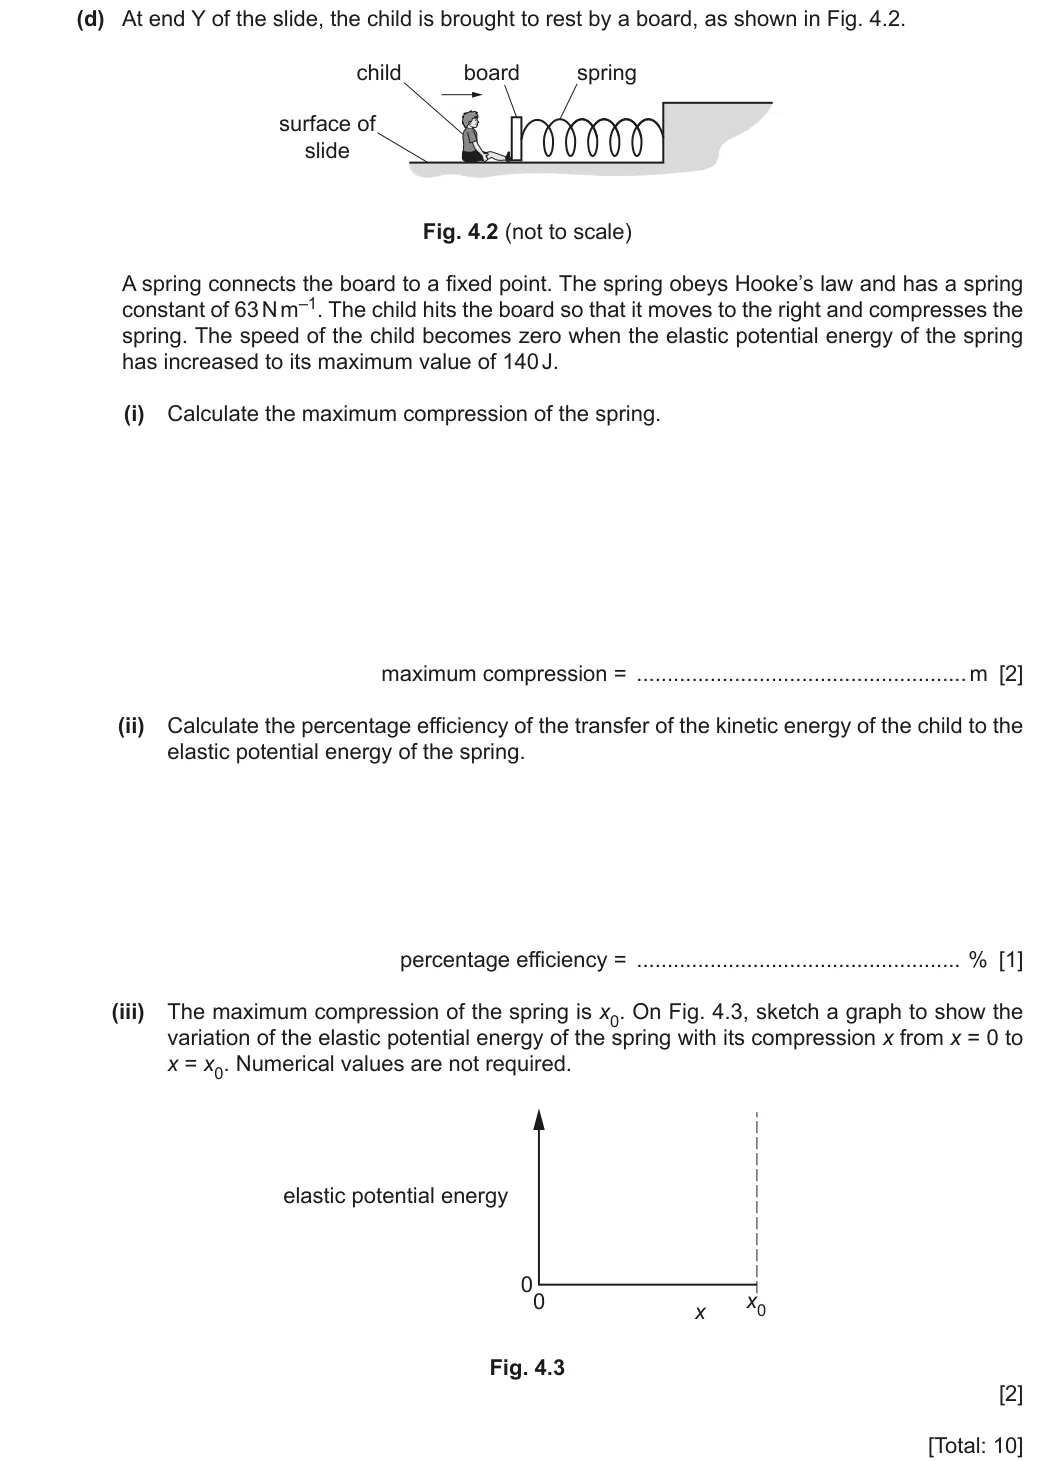 (d) At end Y of the slide, the child is brought to rest by a board, as shown in Fig. 4.2.
child board spring
surface of
slide
Fig. 4.2 (not to scale)
A spring connects the board to a fixed point. The spring obeys Hooke's law and has a spring
constant of 63 N m⁻¹. The child hits the board so that it moves to the right and compresses the
spring. The speed of the child becomes zero when the elastic potential energy of the spring
has increased to its maximum value of 140 J.
(i) Calculate the maximum compression of the spring.
maximum compression = ...................................................... m [2]
(ii) Calculate the percentage efficiency of the transfer of the kinetic energy of the child to the
elastic potential energy of the spring.
percentage efficiency = ..................................................... % [1]
(iii) The maximum compression of the spring is x₀. On Fig. 4.3, sketch a graph to show the
variation of the elastic potential energy of the spring with its compression x from x = 0 to
x = x₀. Numerical values are not required.
elastic potential energy
0
0 x x₀
Fig. 4.3
[2]
[Total: 10]